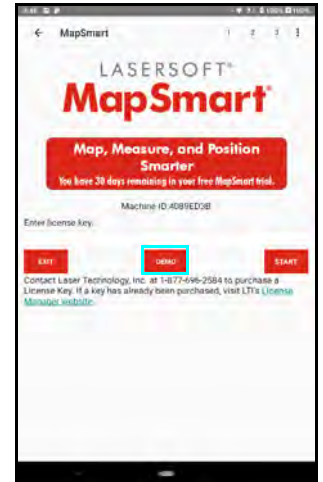 MapSmart 1 2 3
LASERSOFT®
MapSmart®
Map, Measure, and Position
Smarter
You have 30 days remaining in your free MapSmart trial.
Machine ID:4089ED3B
Enter license key.
EXIT DEMO START
Contact Laser Technology, Inc. at 1-877-696-2584 to purchase a
License Key. If a key has already been purchased, visit LTI's License
Manager website.